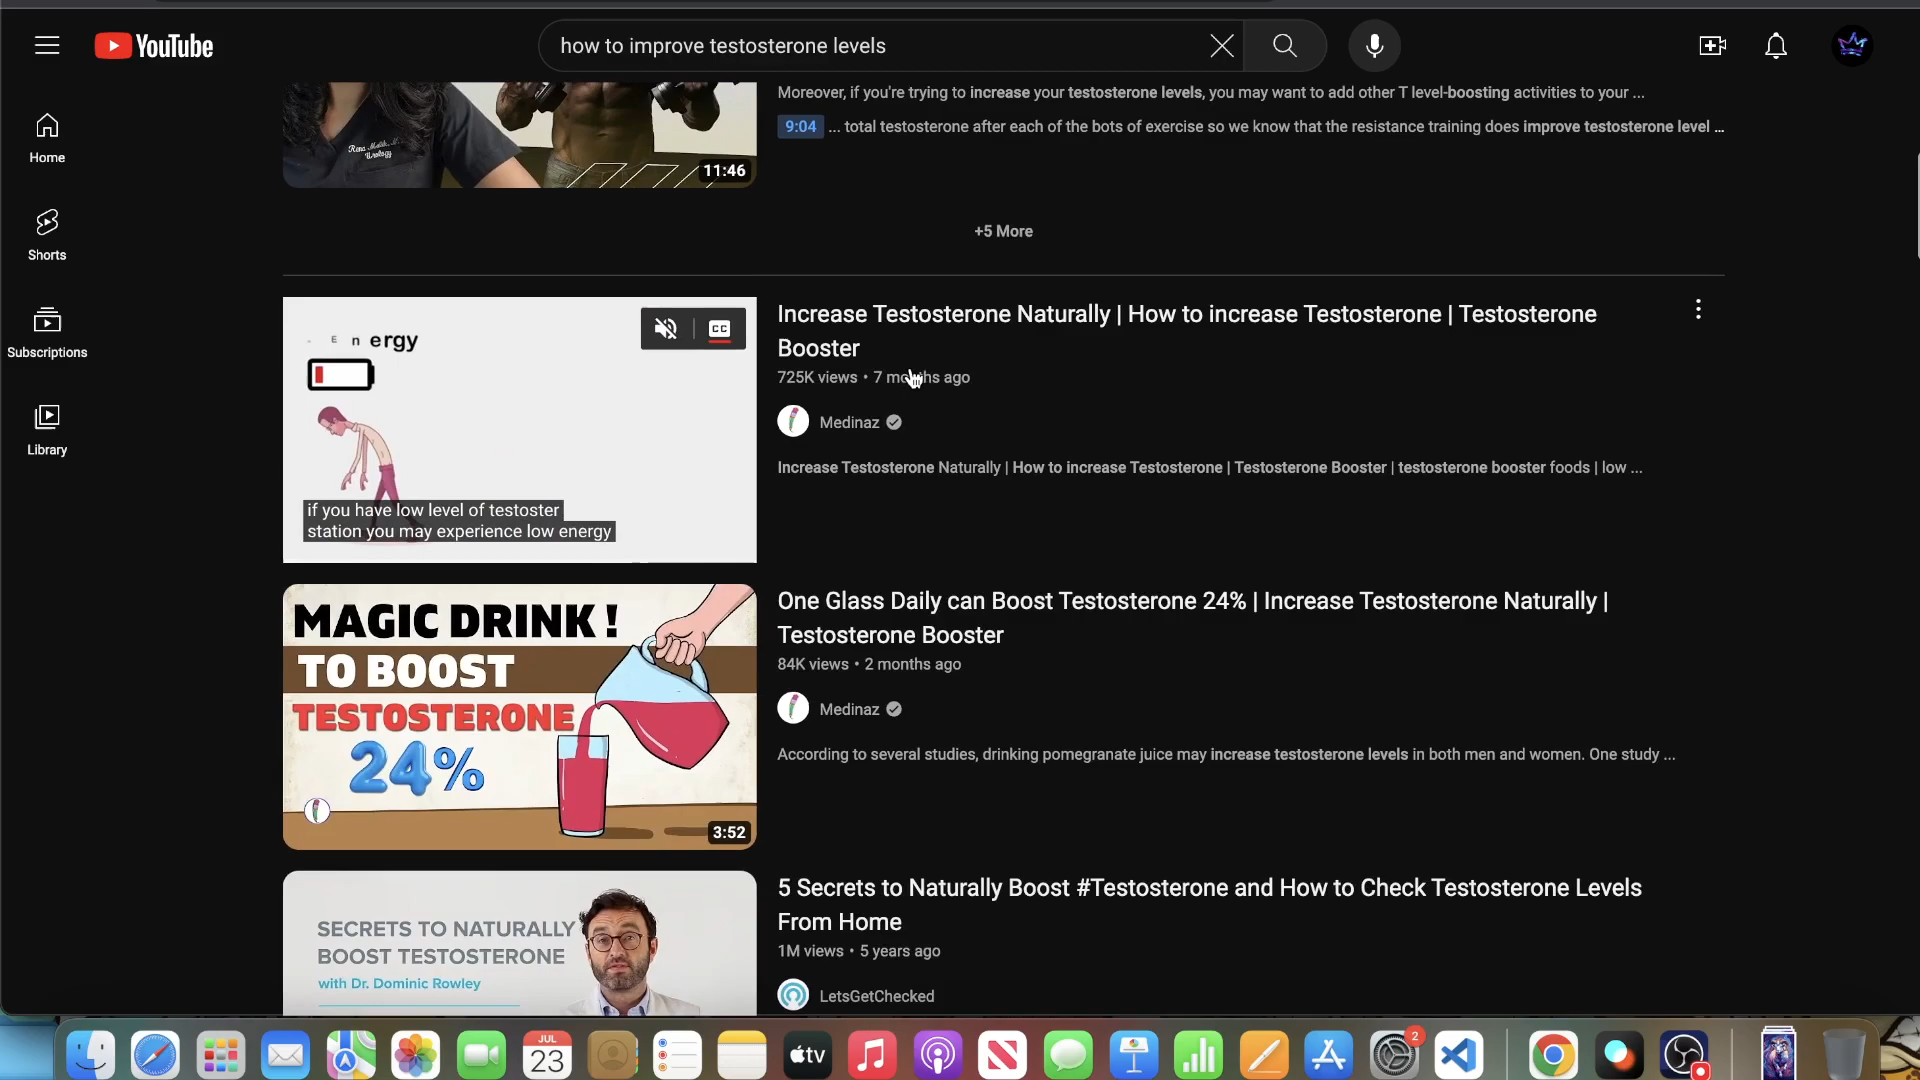 YouTube
how to improve testosterone levels
Home
Shorts
Subscriptions
Library
11:46
Moreover, if you're trying to increase your testosterone levels, you may want to add other T level-boosting activities to your ...
9:04 ... total testosterone after each of the bots of exercise so we know that the resistance training does improve testosterone level ...
+5 More
Energy
CC
if you have low level of testoster
station you may experience low energy
Increase Testosterone Naturally | How to increase Testosterone | Testosterone
Booster
725K views • 7 months ago
Medinaz
Increase Testosterone Naturally | How to increase Testosterone | Testosterone Booster | testosterone booster foods | low ...
MAGIC DRINK !
TO BOOST
TESTOSTERONE
24%
3:52
One Glass Daily can Boost Testosterone 24% | Increase Testosterone Naturally |
Testosterone Booster
84K views • 2 months ago
Medinaz
According to several studies, drinking pomegranate juice may increase testosterone levels in both men and women. One study ...
SECRETS TO NATURALLY
BOOST TESTOSTERONE
with Dr. Dominic Rowley
5 Secrets to Naturally Boost #Testosterone and How to Check Testosterone Levels
From Home
1M views • 5 years ago
LetsGetChecked
JUL
23
tv
2